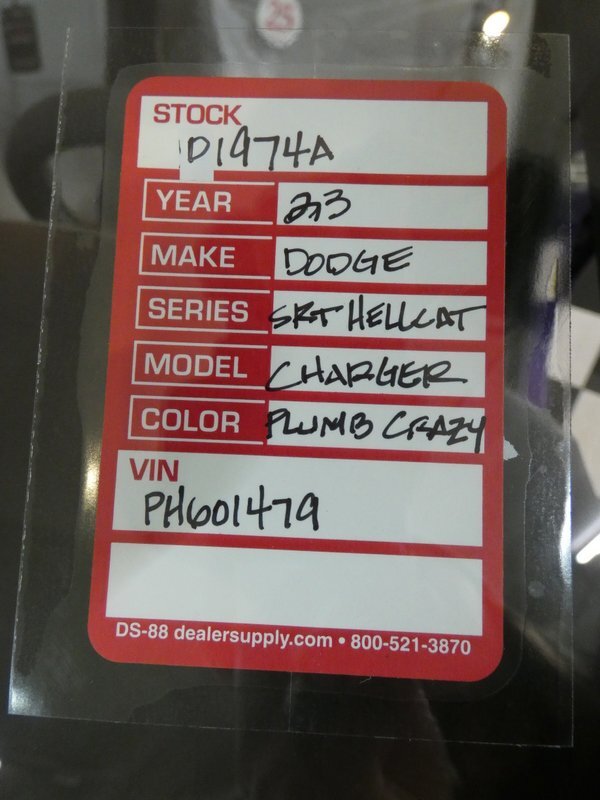 25
STOCK
D1974A
YEAR 23
MAKE DODGE
SERIES SRT HELLCAT
MODEL CHARGER
COLOR PLUMB CRAZY
VIN
PH601479
DS-88 dealersupply.com • 800-521-3870